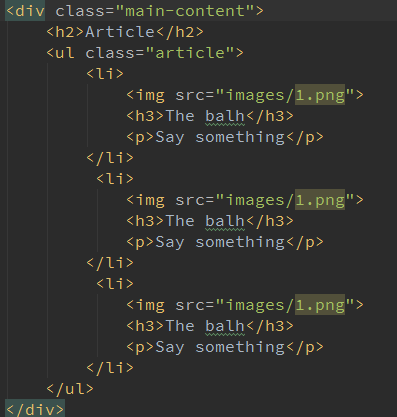 <div class="main-content">
    <h2>Article</h2>
    <ul class="article">
        <li>
            <img src="images/1.png">
            <h3>The balh</h3>
            <p>Say something</p>
        </li>
         <li>
            <img src="images/1.png">
            <h3>The balh</h3>
            <p>Say something</p>
        </li>
         <li>
            <img src="images/1.png">
            <h3>The balh</h3>
            <p>Say something</p>
        </li>
    </ul>
</div>